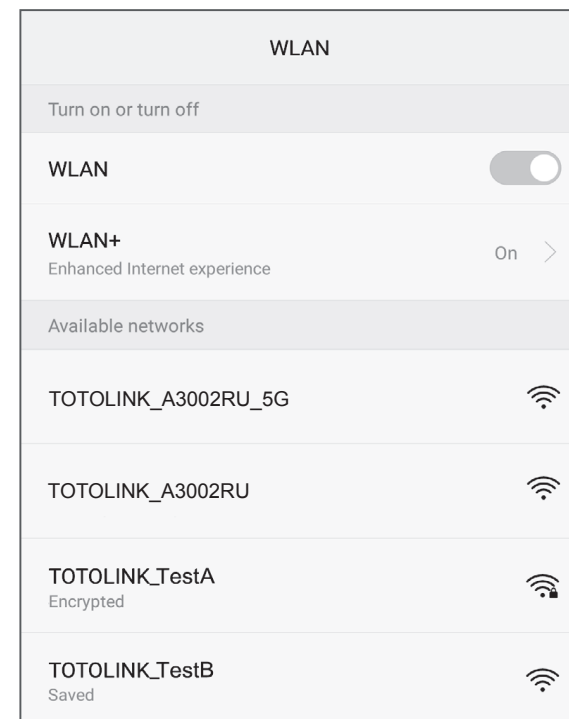 WLAN
Turn on or turn off
WLAN
WLAN+
Enhanced Internet experience
On
Available networks
TOTOLINK_A3002RU_5G
TOTOLINK_A3002RU
TOTOLINK_TestA
Encrypted
TOTOLINK_TestB
Saved